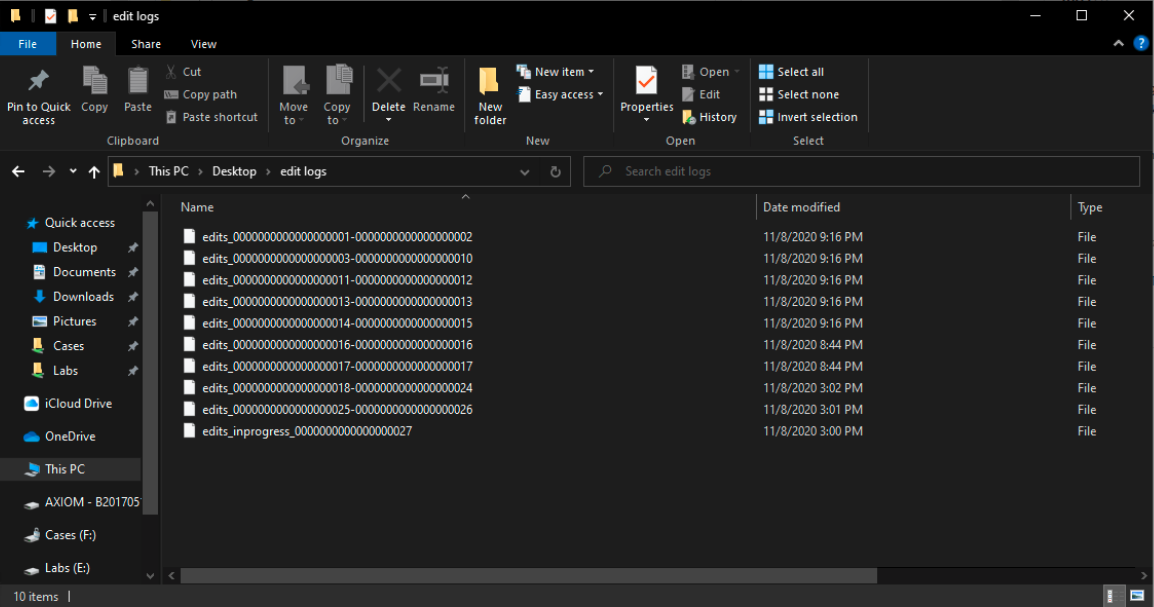 edit logs
File Home Share View
Pin to Quick access
Copy
Paste
Cut
Copy path
Paste shortcut
Clipboard
Move to
Copy to
Delete
Rename
Organize
New folder
New item
Easy access
New
Properties
Open
Edit
History
Open
Select all
Select none
Invert selection
Select
This PC > Desktop > edit logs
Search edit logs
Quick access
Desktop
Documents
Downloads
Pictures
Cases
Labs
iCloud Drive
OneDrive
This PC
AXIOM - B201705
Cases (F:)
Labs (E:)
Name Date modified Type
edits_0000000000000000001-0000000000000000002 11/8/2020 9:16 PM File
edits_0000000000000000003-0000000000000000010 11/8/2020 9:16 PM File
edits_0000000000000000011-0000000000000000012 11/8/2020 9:16 PM File
edits_0000000000000000013-0000000000000000013 11/8/2020 9:16 PM File
edits_0000000000000000014-0000000000000000015 11/8/2020 9:16 PM File
edits_0000000000000000016-0000000000000000016 11/8/2020 8:44 PM File
edits_0000000000000000017-0000000000000000017 11/8/2020 8:44 PM File
edits_0000000000000000018-0000000000000000024 11/8/2020 3:02 PM File
edits_0000000000000000025-0000000000000000026 11/8/2020 3:01 PM File
edits_inprogress_0000000000000000027 11/8/2020 3:00 PM File
10 items